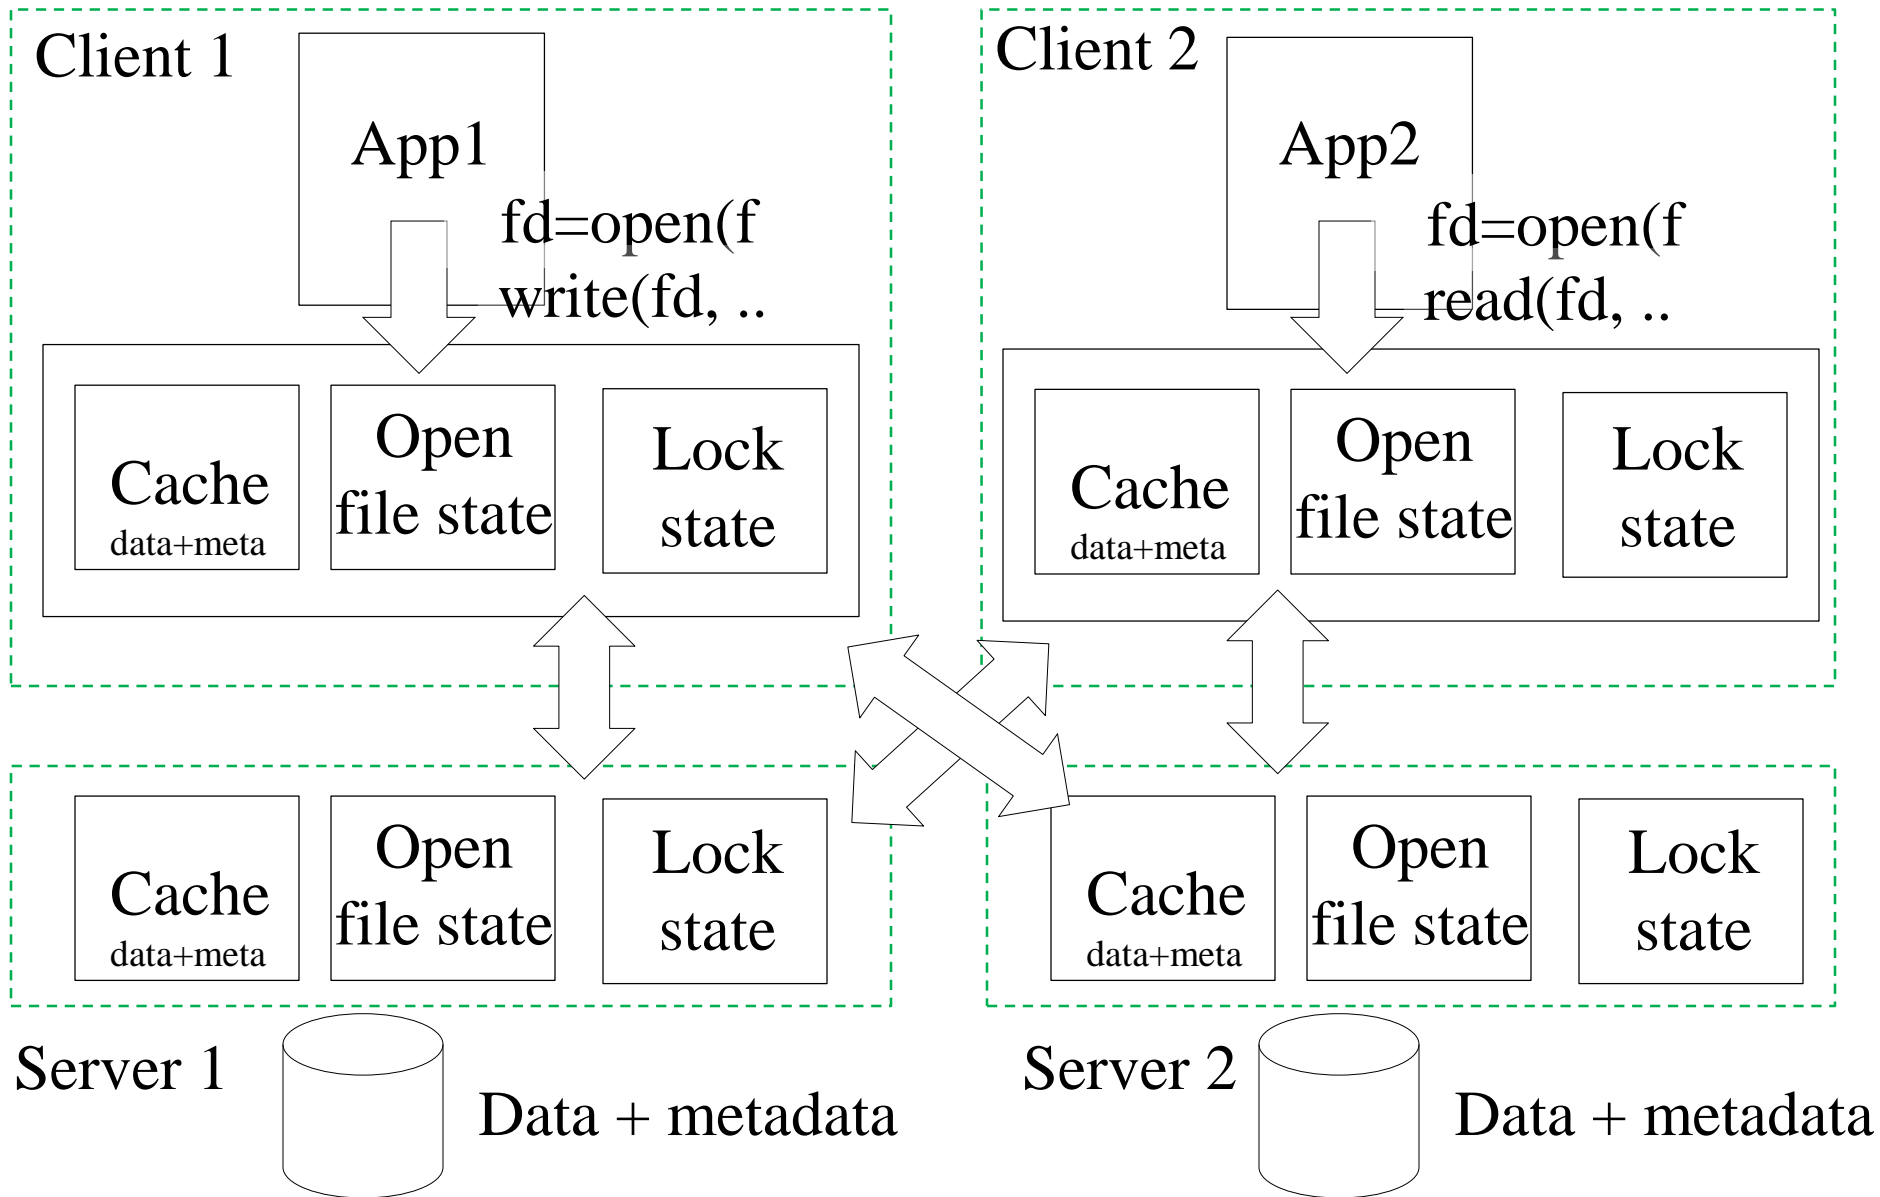 Client 1
App1
fd=open(f
write(fd, ..
Cache
data+meta
Open
file state
Lock
state
Client 2
App2
fd=open(f
read(fd, ..
Cache
data+meta
Open
file state
Lock
state
Cache
data+meta
Open
file state
Lock
state
Server 1
Data + metadata
Cache
data+meta
Open
file state
Lock
state
Server 2
Data + metadata